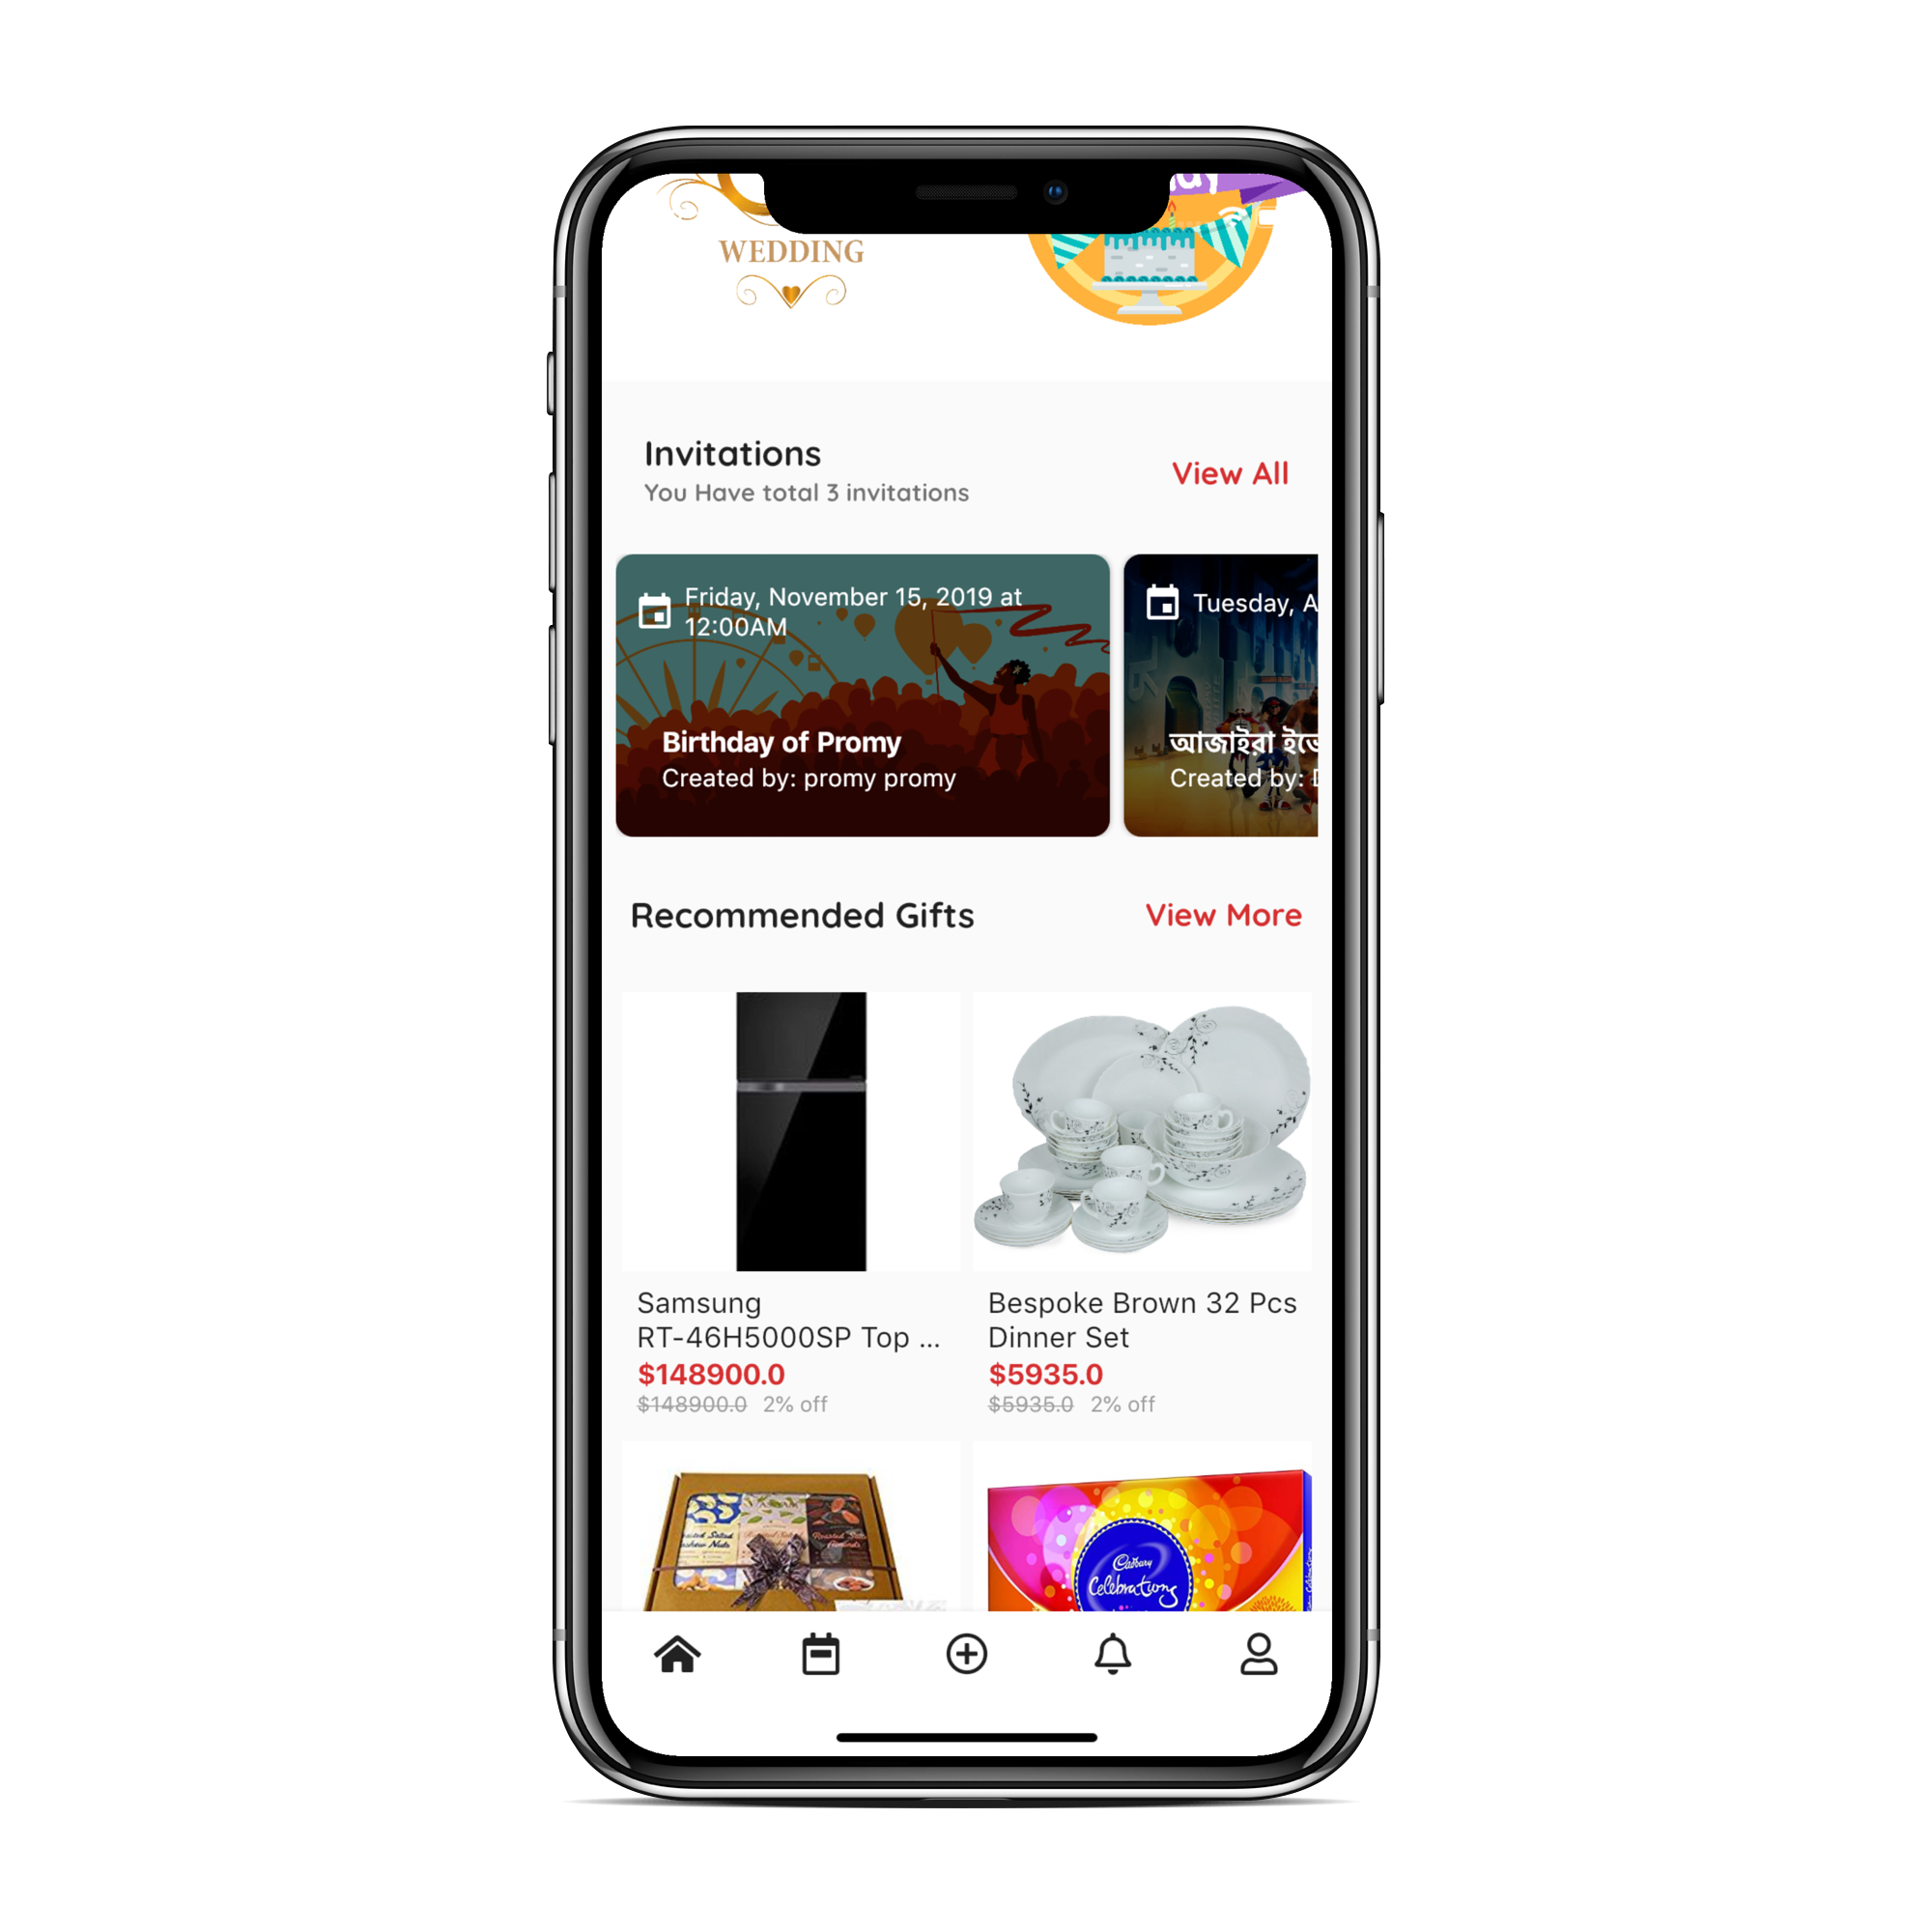 WEDDING
Invitations
You Have total 3 invitations
View All
Friday, November 15, 2019 at
12:00AM
Birthday of Promy
Created by: promy promy
Tuesday,
আজাইরা
Created by:
Recommended Gifts
View More
Samsung
RT-46H5000SP Top ...
$148900.0
$148900.0 2% off
Bespoke Brown 32 Pcs
Dinner Set
$5935.0
$5935.0 2% off
Cadbury
Celebrations